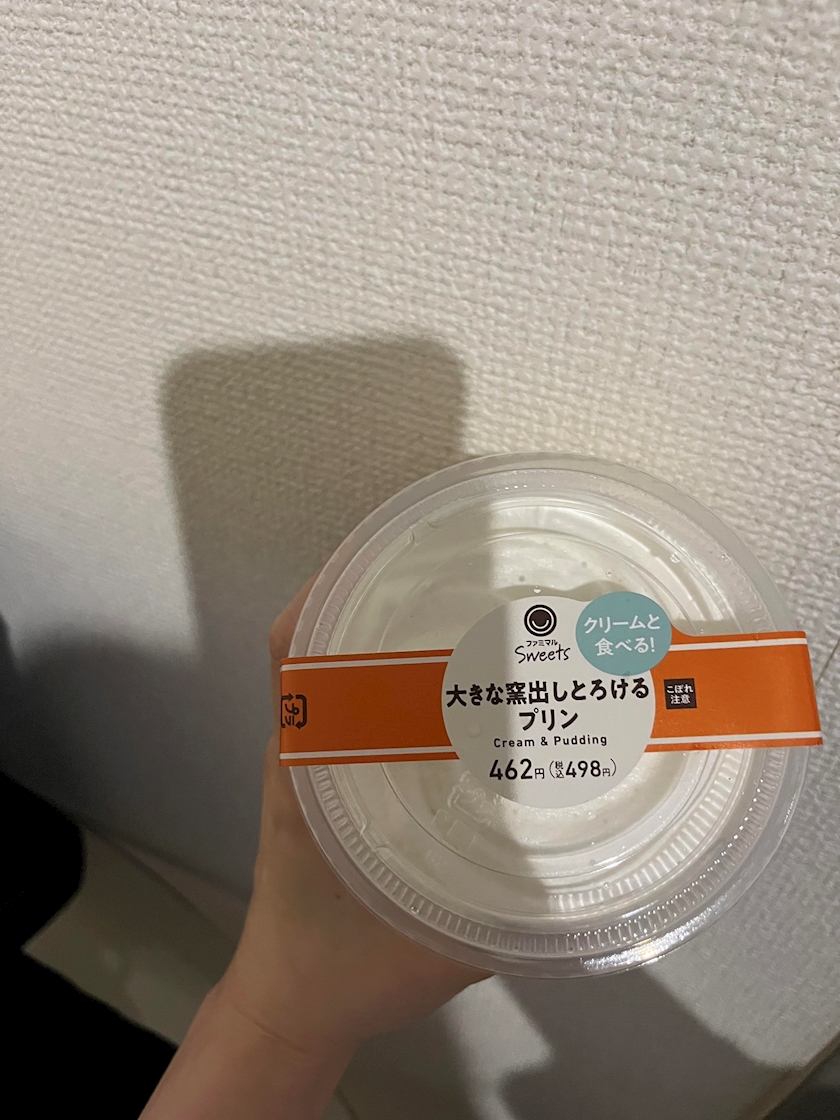 ファミマル
Sweets
クリームと
食べる!
大きな窯出しとろける
プリン
Cream & Pudding
462円(税込498円)
こぼれ
注意
プラ